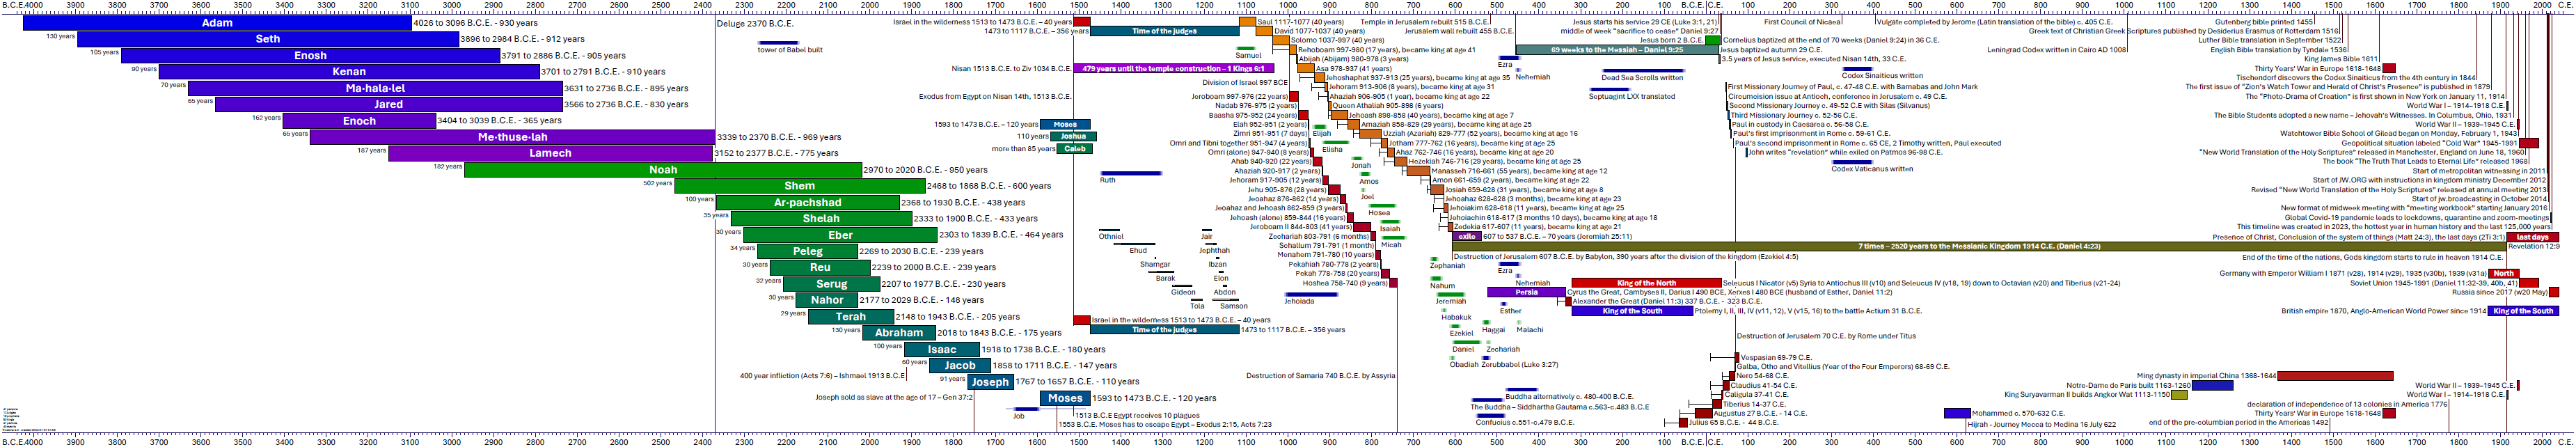 B.C.E. 4000 3900 3800 3700 3600 3500 3400 3300 3200 3100 3000 2900 2800 2700 2600 2500 2400 2300 2200 2100 2000 1900 1800 1700 1600 1500 1400 1300 1200 1100 1000 900 800 700 600 500 400 300 200 100 B.C.E. C.E. 100 200 300 400 500 600 700 800 900 1000 1100 1200 1300 1400 1500 1600 1700 1800 1900 2000 C.E.
Adam 4026 to 3096 B.C.E. - 930 years
130 years Seth 3896 to 2984 B.C.E. - 912 years
105 years Enosh 3791 to 2886 B.C.E. - 905 years
90 years Kenan 3701 to 2791 B.C.E. - 910 years
70 years Ma·hala·lel 3631 to 2736 B.C.E. - 895 years
65 years Jared 3566 to 2736 B.C.E. - 830 years
162 years Enoch 3404 to 3039 B.C.E. - 365 years
65 years Me·thuse·lah 3339 to 2370 B.C.E. - 969 years
187 years Lamech 3152 to 2377 B.C.E. - 775 years
182 years Noah 2970 to 2020 B.C.E. - 950 years
502 years Shem 2468 to 1868 B.C.E. - 600 years
100 years Ar·pachshad 2368 to 1930 B.C.E. - 438 years
35 years Shelah 2333 to 1900 B.C.E. - 433 years
30 years Eber 2303 to 1839 B.C.E. - 464 years
34 years Peleg 2269 to 2030 B.C.E. - 239 years
30 years Reu 2239 to 2000 B.C.E. - 239 years
32 years Serug 2207 to 1977 B.C.E. - 230 years
30 years Nahor 2177 to 2029 B.C.E. - 148 years
29 years Terah 2148 to 1943 B.C.E. - 205 years
130 years Abraham 2018 to 1843 B.C.E. - 175 years
100 years Isaac 1918 to 1738 B.C.E. - 180 years
60 years Jacob 1858 to 1711 B.C.E. - 147 years
91 years Joseph 1767 to 1657 B.C.E. - 110 years
Moses 1593 to 1473 B.C.E. - 120 years
Deluge 2370 B.C.E.
tower of Babel built
400 year infliction (Acts 7:6) – Ishmael 1913 B.C.E
Joseph sold as slave at the age of 17 – Gen 37:2
Job
1513 B.C.E Egypt receives 10 plagues
1553 B.C.E. Moses has to escape Egypt – Exodus 2:15, Acts 7:23
Israel in the wilderness 1513 to 1473 B.C.E. – 40 years
1473 to 1117 B.C.E. – 356 years Time of the Judges
Nisan 1513 B.C.E. to Ziv 1034 B.C.E 479 years until the temple construction – 1 Kings 6:1
Exodus from Egypt on Nisan 14th, 1513 B.C.E.
1593 to 1473 B.C.E. – 120 years Moses
110 years Joshua
more than 85 years Caleb
Ruth
Othniel
Ehud
Shamgar
Barak
Gideon
Tola
Jair
Jephthah
Ibzan
Elon
Abdon
Samson
Israel in the wilderness 1513 to 1473 B.C.E. – 40 years
Time of the Judges 1473 to 1117 B.C.E. – 356 years
Samuel
Saul 1117-1077 (40 years)
David 1077-1037 (40 years)
Solomo 1037-997 (40 years)
Rehoboam 997-980 (17 years), became king at age 41
Abijah (Abijam) 980-978 (3 years)
Asa 978-937 (41 years)
Jehoshaphat 937-913 (25 years), became king at age 35
Jehoram 913-906 (8 years), became king at age 31
Ahaziah 906-905 (1 years), became king at age 22
Queen Athaliah 905-898 (6 years)
Jehoash 898-858 (40 years), became king at age 7
Amaziah 858-829 (29 years), became king at age 25
Uzziah (Azariah) 829-777 (52 years), became king at age 16
Jotham 777-762 (16 years), became king at age 25
Ahaz 762-746 (16 years), became king at age 20
Hezekiah 746-716 (29 years), became king at age 25
Manasseh 716-661 (55 years), became king at age 12
Amon 661-659 (2 years), became king at age 22
Josiah 659-628 (31 years), became king at age 8
Jehoahaz 628-628 (3 months), became king at age 23
Jehoiakim 628-618 (11 years), became king at age 25
Jehoiachin 618-617 (3 months 10 days), became king at age 18
Zedekia 617-607 (11 years), became king at age 21
exile 607 to 537 B.C.E. – 70 years (Jeremiah 25:11)
Division of Israel 997 BCE
Jeroboam 997-976 (22 years)
Nadab 976-975 (2 years)
Baasha 975-952 (24 years)
Elah 952-951 (2 years)
Zimri 951-951 (7 days)
Omri and Tibni together 951-947 (4 years)
Omri (alone) 947-940 (8 years)
Ahab 940-920 (22 years)
Ahaziah 920-917 (2 years)
Jehoram 917-905 (12 years)
Jehu 905-876 (28 years)
Jeoahaz 876-862 (14 years)
Jeoahaz and Jehoash 862-859 (3 years)
Jehoash (alone) 859-844 (16 years)
Jeroboam II 844-803 (41 years)
Zechariah 803-791 (6 months)
Schallum 791-791 (1 month)
Menahem 791-780 (10 years)
Pekahiah 780-778 (2 years)
Pekah 778-758 (20 years)
Hoshea 758-740 (9 years)
Jehoiada
Elijah
Elisha
Jonah
Amos
Joel
Hosea
Isaiah
Micah
Zephaniah
Nahum
Jeremiah
Habakuk
Ezekiel
Daniel
Obadiah
Haggai
Zechariah
Zerubbabel (Luke 3:27)
Malachi
Esther
Ezra
Nehemiah
Destruction of Samaria 740 B.C.E. by Assyria
Destruction of Jerusalem 607 B.C.E. by Babylon, 390 years after the division of the kingdom (Ezekiel 4:5)
7 times – 2520 years to the Messianic Kingdom 1914 C.E. (Daniel 4:23)
Temple in Jerusalem rebuilt 515 B.C.E.
Jerusalem wall rebuilt 455 B.C.E.
69 weeks to the Messiah – Daniel 9:25
Ezra
Nehemiah
Dead Sea Scrolls written
Septuagint LXX translated
Jesus starts his service 29 CE (Luke 3:1, 21)
middle of week "sacrifice to cease" Daniel 9:27
Jesus born 2 B.C.E.
Cornelius baptized at the end of 70 weeks (Daniel 9:24) in 36 C.E.
Jesus baptized autumn 29 C.E.
3.5 years of Jesus service, executed Nisan 14th, 33 C.E.
First Missionary Journey of Paul, c. 47-48 C.E. with Barnabas and John Mark
Circumcision issue at Antioch, conference in Jerusalem c. 49 C.E.
Second Missionary Journey c. 49-52 C.E with Silas (Silvanus)
Third Missionary Journey c. 52-56 C.E.
Paul in custody in Caesarea c. 56-58 C.E.
Paul's first imprisonment in Rome c. 59-61 C.E.
Paul's second imprisonment in Rome c. 65 CE, 2 Timothy written, Paul executed
John writes "revelation" while exiled on Patmos 96-98 C.E.
Persia Cyrus the Great, Cambyses II, Darius I 490 BCE, Xerxes I 480 BCE (husband of Esther, Daniel 11:2)
Alexander the Great (Daniel 11:3) 337 B.C.E. - 323 B.C.E.
King of the North Seleucus I Nicator (v5) Syria to Antiochus III (v10) and Seleucus IV (v18, 19) down to Octavian (v20) and Tiberius (v21-24)
King of the South Ptolemy I, II, III, IV (v11, 12), V (v15, 16) to the battle Actium 31 B.C.E.
Destruction of Jerusalem 70 C.E. by Rome under Titus
Vespasian 69-79 C.E.
Galba, Otho and Vitellius (Year of the Four Emperors) 68-69 C.E.
Nero 54-68 C.E.
Claudius 41-54 C.E.
Caligula 37-41 C.E.
Tiberius 14-37 C.E.
Augustus 27 B.C.E. - 14 C.E.
Julius 65 B.C.E. - 44 B.C.E.
Buddha alternatively c. 480-400 B.C.E.
The Buddha – Siddhartha Gautama c.563-c.483 B.C.E
Confucius c.551-c.479 B.C.E.
First Council of Nicaea
Vulgate completed by Jerome (Latin translation of the bible) c. 405 C.E.
Codex Sinaiticus written
Codex Vaticanus written
Mohammed c. 570-632 C.E.
Hijrah - Journey Mecca to Medina 16 July 622
Leningrad Codex written in Cairo AD 1008
Gutenberg bible printed 1455
Greek text of Christian Greek Scriptures published by Desiderius Erasmus of Rotterdam 1516
Luther Bible translation in September 1522
English Bible translation by Tyndale 1536
King James Bible 1611
Thirty Years' War in Europe 1618-1648
Tischendorf discovers the Codex Sinaiticus from the 4th century in 1844
The first issue of "Zion's Watch Tower and Herald of Christ's Presence" is published in 1879
The "Photo-Drama of Creation" is first shown in New York on January 11, 1914
World War I – 1914–1918 C.E.
The Bible Students adopted a new name – Jehovah's Witnesses. In Columbus, Ohio, 1931
World War II – 1939–1945 C.E.
Watchtower Bible School of Gilead began on Monday, February 1, 1943
Geopolitical situation labeled "Cold War" 1945-1991
"New World Translation of the Holy Scriptures" released in Manchester, England, on June 18, 1960
The book "The Truth That Leads to Eternal Life" released 1968
Start of metropolitan witnessing in 2011
Start of JW.ORG with instructions in kingdom ministry December 2012
Revised "New World Translation of the Holy Scriptures" released at annual meeting 2013
Start of jw.broadcasting in October 2014
New format of midweek meeting with "meeting workbook" starting January 2016
Global Covid-19 pandemic leads to lockdowns, quarantine and zoom-meetings
This timeline was created in 2023, the hottest year in human history and the last 125,000 years
Presence of Christ, Conclusion of the system of things (Matt 24:3), the last days (2Ti 3:1) last days
Revelation 12:9
End of the time of the nations, Gods kingdom starts to rule in heaven 1914 C.E.
Germany with Emperor William I 1871 (v28), 1914 (v29), 1935 (v30b), 1939 (v31a) North
Soviet Union 1945-1991 (Daniel 11:32-39, 40b, 41)
Russia since 2017 (w20 May)
British empire 1870, Anglo-American World Power since 1914 King of the South
Ming dynasty in imperial China 1368-1644
Notre-Dame de Paris built 1163-1260
King Suryavarman II builds Angkor Wat 1113-1150
World War II – 1939–1945 C.E.
World War I – 1914–1918 C.E.
declaration of independence of 13 colonies in America 1776
Thirty Years' War in Europe 1618-1648
end of the pre-columbian period in the Americas 1492
B.C.E. 4000 3900 3800 3700 3600 3500 3400 3300 3200 3100 3000 2900 2800 2700 2600 2500 2400 2300 2200 2100 2000 1900 1800 1700 1600 1500 1400 1300 1200 1100 1000 900 800 700 600 500 400 300 200 100 B.C.E. C.E. 100 200 300 400 500 600 700 800 900 1000 1100 1200 1300 1400 1500 1600 1700 1800 1900 2000 C.E.